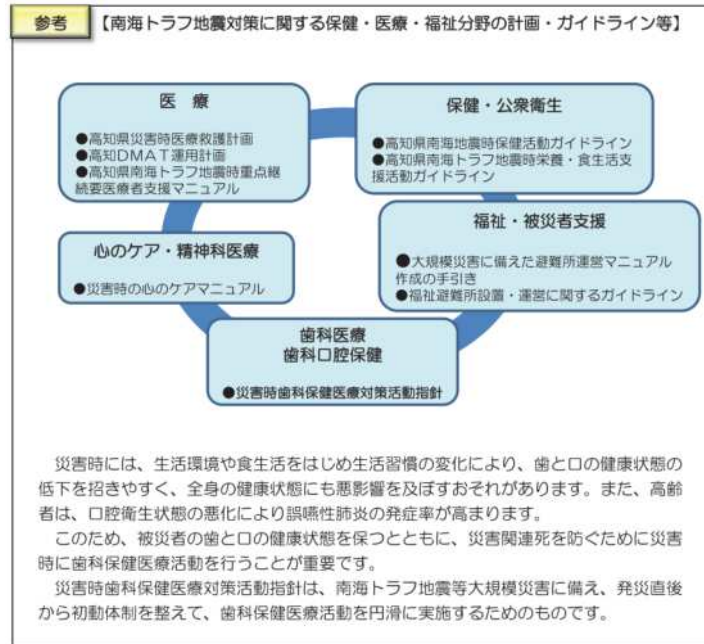 参考 【南海トラフ地震対策に関する保健・医療・福祉分野の計画・ガイドライン等】
医 療
●高知県災害時医療救護計画
●高知DMAT運用計画
●高知県南海トラフ地震時重点継
続要医療者支援マニュアル
保健・公衆衛生
●高知県南海地震時保健活動ガイドライン
●高知県南海トラフ地震時栄養・食生活支
援活動ガイドライン
心のケア・精神科医療
●災害時の心のケアマニュアル
福祉・被災者支援
●大規模災害に備えた避難所運営マニュアル
作成の手引き
●福祉避難所設置・運営に関するガイドライン
歯科医療
歯科口腔保健
●災害時歯科保健医療対策活動指針
災害時には、生活環境や食生活をはじめ生活習慣の変化により、歯と口の健康状態の
低下を招きやすく、全身の健康状態にも悪影響を及ぼすおそれがあります。また、高齢
者は、口腔衛生状態の悪化により誤嚥性肺炎の発症率が高まります。
このため、被災者の歯と口の健康状態を保つとともに、災害関連死を防ぐために災害
時に歯科保健医療活動を行うことが重要です。
災害時歯科保健医療対策活動指針は、南海トラフ地震等大規模災害に備え、発災直後
から初動体制を整えて、歯科保健医療活動を円滑に実施するためのものです。